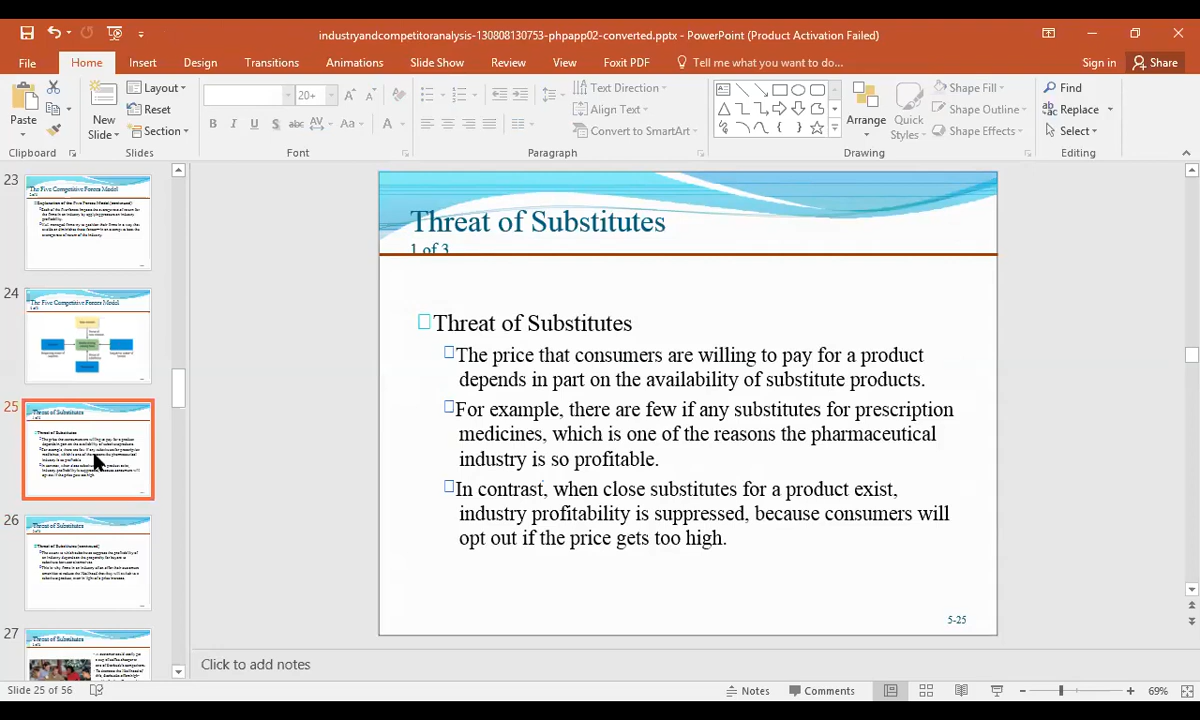 industryandcompetitoranalysis-130808130753-phpapp02-converted.pptx - PowerPoint (Product Activation Failed)
File Home Insert Design Transitions Animations Slide Show Review View Foxit PDF Tell me what you want to do... Sign in Share
Paste
New
Slide
Layout
Reset
Section
20+
B I U S abc AV Aa A
Text Direction
Align Text
Convert to SmartArt
Arrange
Quick
Styles
Shape Fill
Shape Outline
Shape Effects
Find
Replace
Select
Clipboard Slides Font Paragraph Drawing Editing
23
The Five Competitive Forces Model
24
The Five Competitive Forces Model
25
Threat of Substitutes
26
Threat of Substitutes
27
Threat of Substitutes
Threat of Substitutes
1 of 3
Threat of Substitutes
The price that consumers are willing to pay for a product
depends in part on the availability of substitute products.
For example, there are few if any substitutes for prescription
medicines, which is one of the reasons the pharmaceutical
industry is so profitable.
In contrast, when close substitutes for a product exist,
industry profitability is suppressed, because consumers will
opt out if the price gets too high.
5-25
Click to add notes
Slide 25 of 56 Notes Comments 69%